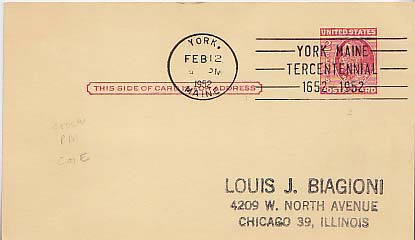 YORK,
FEB 12
PM
1952
MAINE
UNITED STATES
YORK MAINE
TERCENTENNIAL
1652 - 1952
THIS SIDE OF CARD IS FOR ADDRESS
LOUIS J. BIAGIONI
4209 W. NORTH AVENUE
CHICAGO 39, ILLINOIS